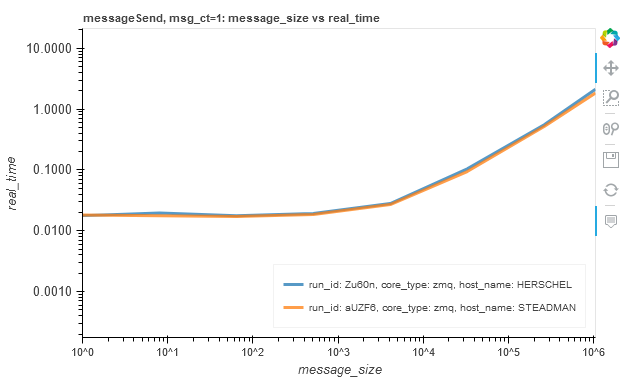 messageSend, msg_ct=1: message_size vs real_time
10.0000
1.0000
0.1000
0.0100
0.0010
real_time
run_id: Zu60n, core_type: zmq, host_name: HERSCHEL
run_id: aUZF6, core_type: zmq, host_name: STEADMAN
10^0 10^1 10^2 10^3 10^4 10^5 10^6
message_size